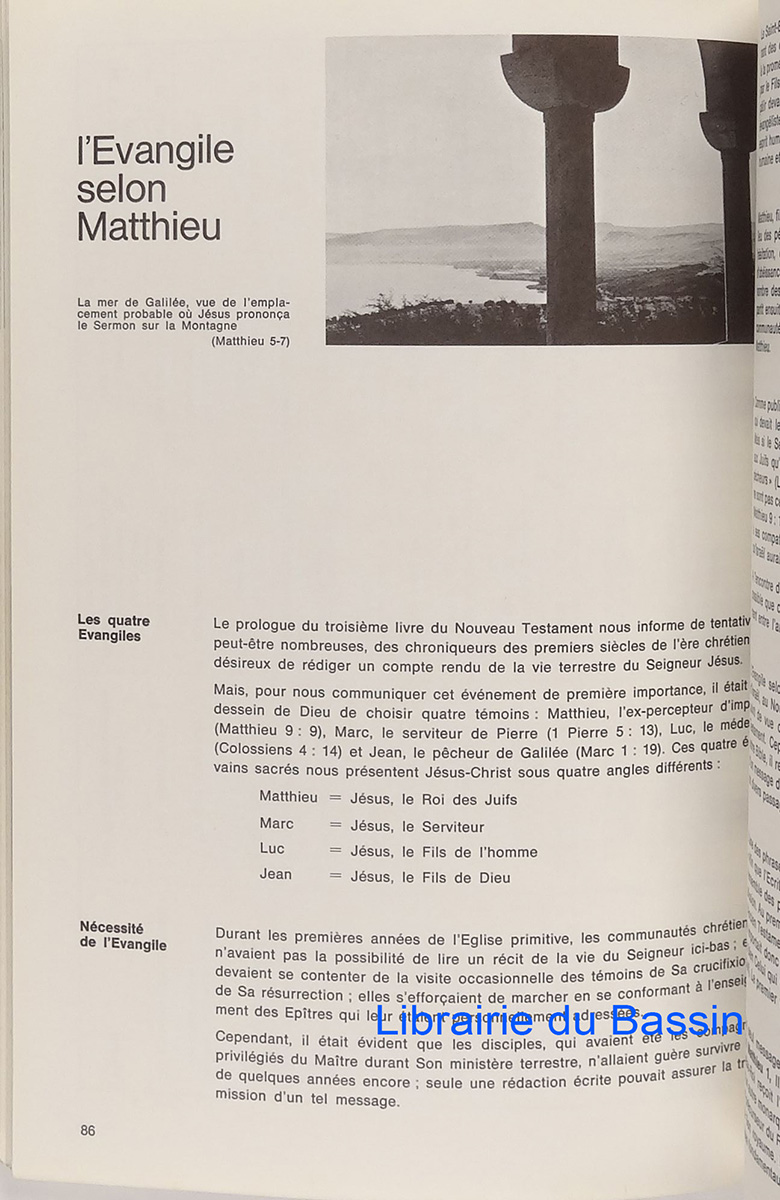 l'Evangile
selon
Matthieu
La mer de Galilée, vue de l'empla-
cement probable où Jésus prononça
le Sermon sur la Montagne
(Matthieu 5-7)
Les quatre
Evangiles
Le prologue du troisième livre du Nouveau Testament nous informe de tentativ
peut-être nombreuses, des chroniqueurs des premiers siècles de l'ère chrétien
désireux de rédiger un compte rendu de la vie terrestre du Seigneur Jésus.
Mais, pour nous communiquer cet événement de première importance, il était
dessein de Dieu de choisir quatre témoins : Matthieu, l'ex-percepteur d'imp
(Matthieu 9 : 9), Marc, le serviteur de Pierre (1 Pierre 5 : 13), Luc, le méde
(Colossiens 4 : 14) et Jean, le pêcheur de Galilée (Marc 1 : 19). Ces quatre é
vains sacrés nous présentent Jésus-Christ sous quatre angles différents :
Matthieu = Jésus, le Roi des Juifs
Marc = Jésus, le Serviteur
Luc = Jésus, le Fils de l'homme
Jean = Jésus, le Fils de Dieu
Nécessité
de l'Evangile
Durant les premières années de l'Eglise primitive, les communautés chrétien
n'avaient pas la possibilité de lire un récit de la vie du Seigneur ici-bas ; e
devaient se contenter de la visite occasionnelle des témoins de Sa crucifixio
de Sa résurrection ; elles s'efforçaient de marcher en se conformant à l'enseig
ment des Epîtres qui leur étaient personnellement adressées.
Librairie du Bassin
Cependant, il était évident que les disciples, qui avaient été les compagn
privilégiés du Maître durant Son ministère terrestre, n'allaient guère survivre
de quelques années encore ; seule une rédaction écrite pouvait assurer la tr
mission d'un tel message.
86